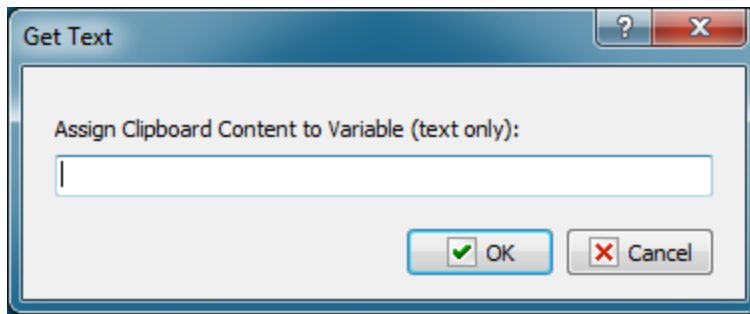 Get Text
?
Assign Clipboard Content to Variable (text only):
OK
Cancel